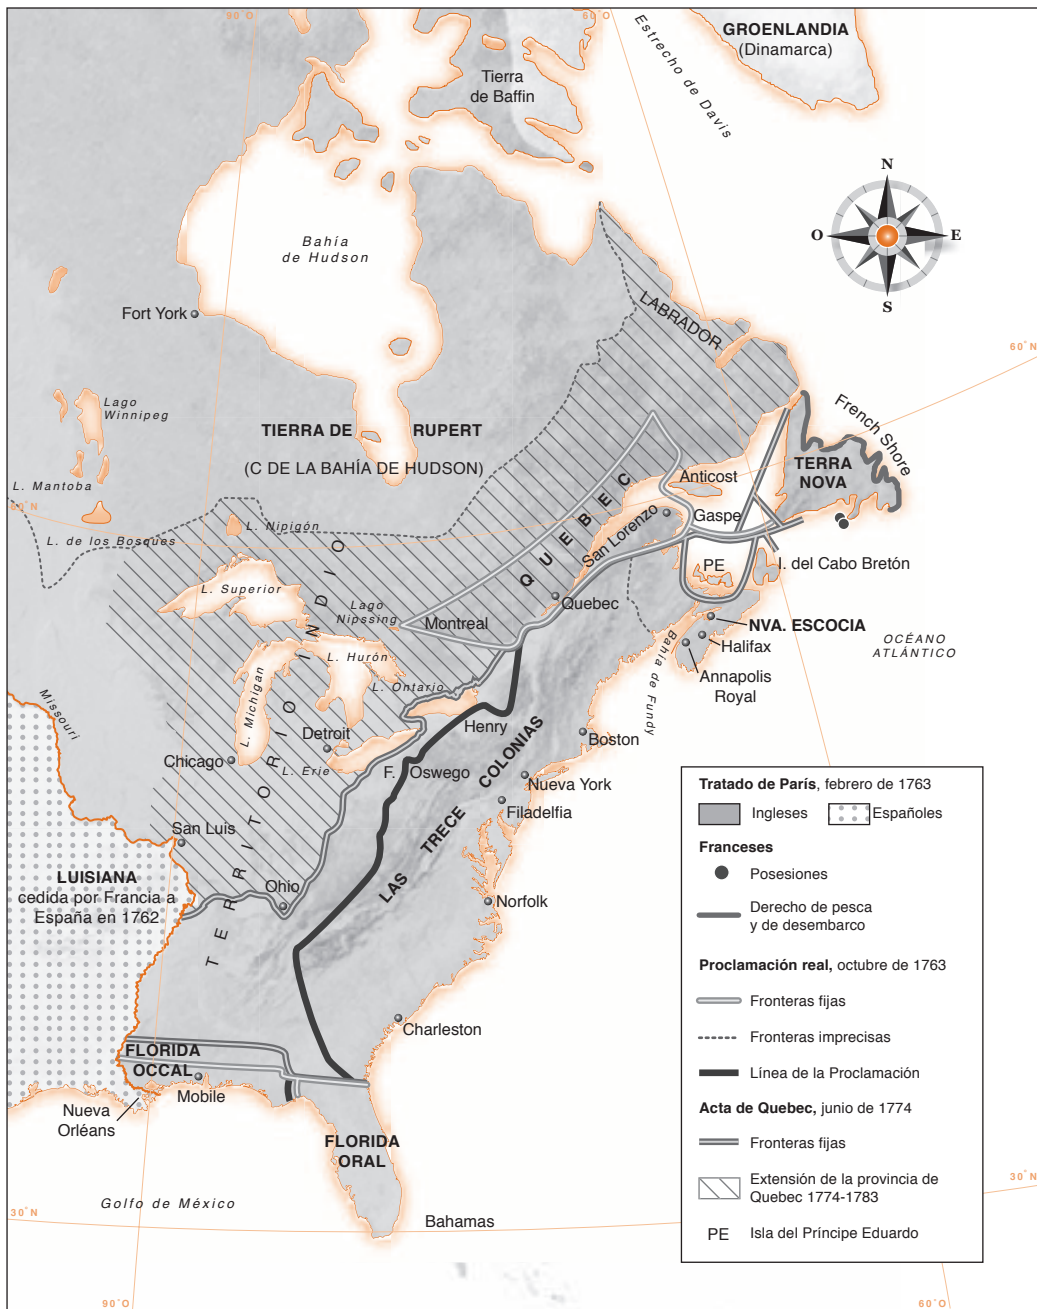 90°O
60°O
GROENLANDIA
(Dinamarca)
Estrecho de Davis
Tierra
de Baffin
N
O
E
S
Bahía
de Hudson
Fort York
LABRADOR
60°N
Lago
Winnipeg
French Shore
TIERRA DE RUPERT
(C DE LA BAHÍA DE HUDSON)
TERRA
NOVA
Anticost
L. Mantoba
60°N
L. Nipigón
L. de los Bosques
QUEBEC
San Lorenzo
Gaspe
PE
I. del Cabo Bretón
L. Superior
Lago
Nipssing
Montreal
Quebec
NVA. ESCOCIA
Halifax
Annapolis
Royal
Bahía de Fundy
OCÉANO
ATLÁNTICO
L. Hurón
L. Michigan
L. Ontario
Missouri
Henry
Detroit
Chicago
L. Erie
F. Oswego
Boston
Nueva York
Filadelfia
LAS TRECE COLONIAS
San Luis
TERRITORIO INDIO
LUISIANA
cedida por Francia a
España en 1762
Ohio
Norfolk
Charleston
FLORIDA
OCCAL
Mobile
Nueva
Orléans
FLORIDA
ORAL
Golfo de México
30°N
Bahamas
30°N
90°O
60°O
Tratado de París, febrero de 1763
Ingleses
Españoles
Franceses
Posesiones
Derecho de pesca
y de desembarco
Proclamación real, octubre de 1763
Fronteras fijas
Fronteras imprecisas
Línea de la Proclamación
Acta de Quebec, junio de 1774
Fronteras fijas
Extensión de la provincia de
Quebec 1774-1783
PE Isla del Príncipe Eduardo